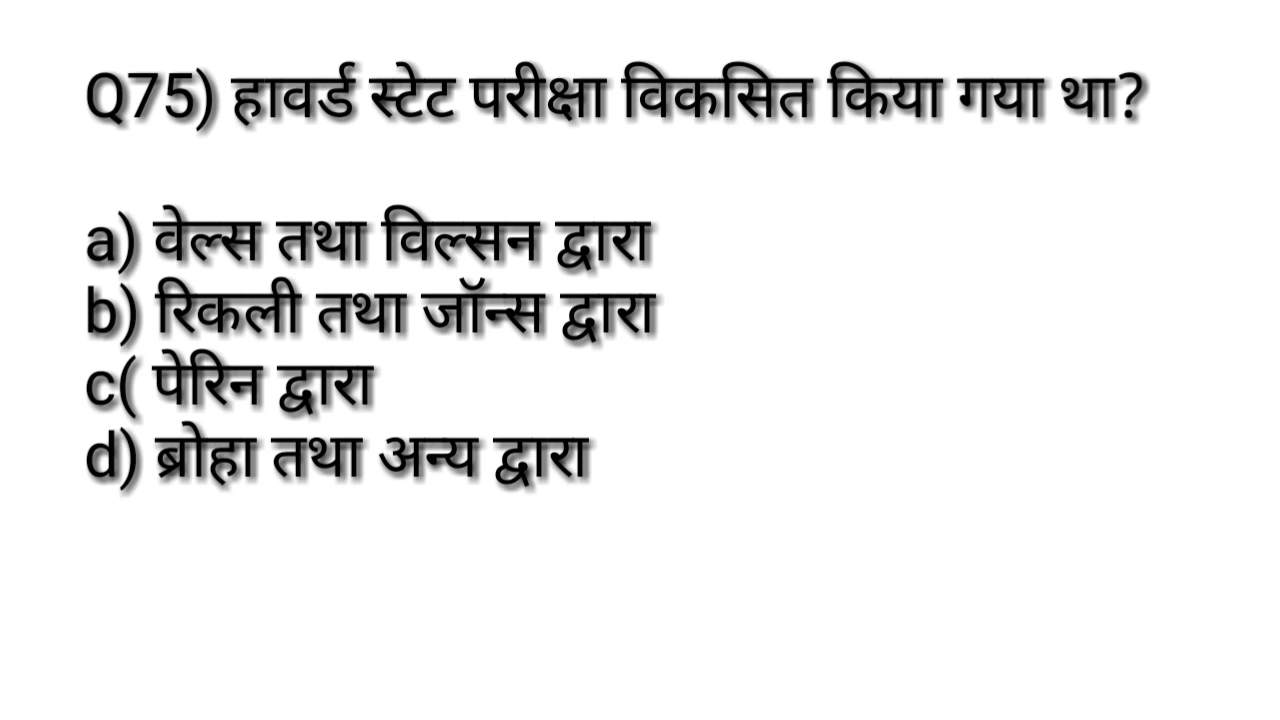 Q75) हावर्ड स्टेट परीक्षा विकसित किया गया था?
a) वेल्स तथा विल्सन द्वारा
b) रिकली तथा जॉन्स द्वारा
c( पेरिन द्वारा
d) ब्रोहा तथा अन्य द्वारा